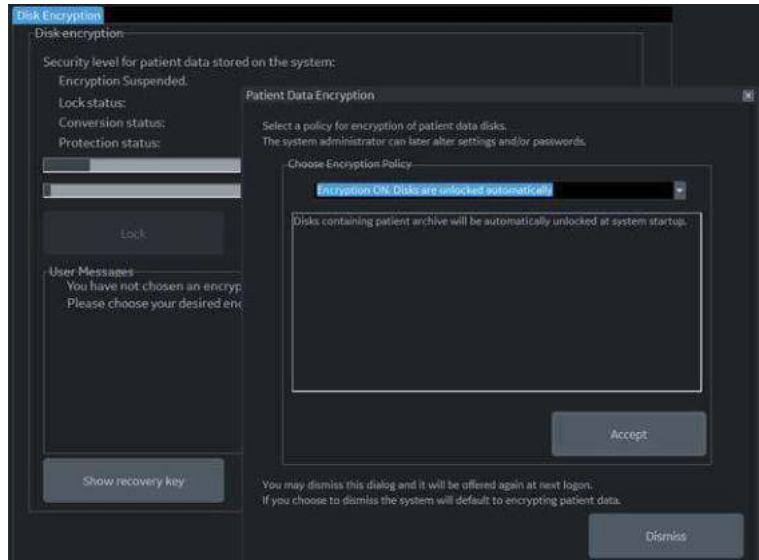 Disk Encryption
Disk encryption
Security level for patient data stored on the system:
Encryption Suspended.
Lock status:
Conversion status:
Protection status:
Lock
User Messages
You have not chosen an encryp
Please choose your desired enc
Show recovery key
Patient Data Encryption
Select a policy for encryption of patient data disks.
The system administrator can later alter settings and/or passwords.
Choose Encryption Policy
Encryption ON. Disks are unlocked automatically
Disks containing patient archive will be automatically unlocked at system startup.
Accept
You may dismiss this dialog and it will be offered again at next logon.
If you choose to dismiss the system will default to encrypting patient data.
Dismiss